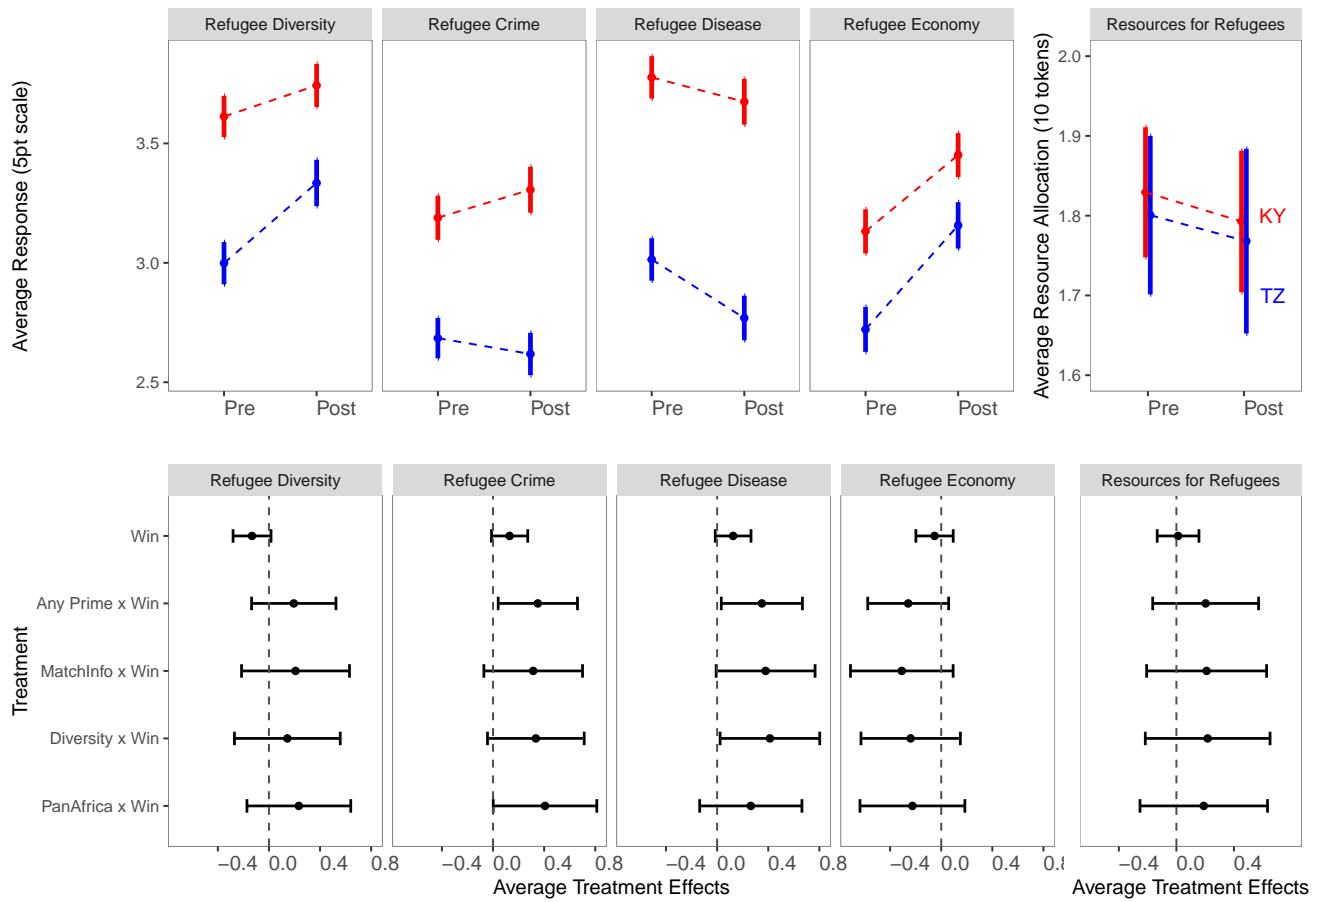 Refugee Diversity Refugee Crime Refugee Disease Refugee Economy Resources for Refugees
Average Response (5pt scale)
3.5
3.0
2.5
Average Resource Allocation (10 tokens)
2.0
1.9
1.8
1.7
1.6
KY
TZ
Pre Post Pre Post Pre Post Pre Post Pre Post
Refugee Diversity Refugee Crime Refugee Disease Refugee Economy Resources for Refugees
Treatment
Win
Any Prime x Win
MatchInfo x Win
Diversity x Win
PanAfrica x Win
−0.4 0.0 0.4 0.8 −0.4 0.0 0.4 0.8 −0.4 0.0 0.4 0.8 −0.4 0.0 0.4 0.8 −0.4 0.0 0.4
Average Treatment Effects Average Treatment Effects